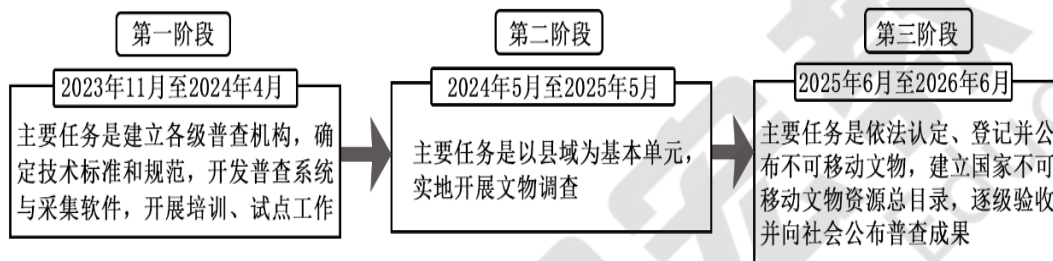 第一阶段
2023年11月至2024年4月
主要任务是建立各级普查机构，确
定技术标准和规范，开发普查系统
与采集软件，开展培训、试点工作
第二阶段
2024年5月至2025年5月
主要任务是以县域为基本单元，
实地开展文物调查
第三阶段
2025年6月至2026年6月
主要任务是依法认定、登记并公
布不可移动文物，建立国家不可
移动文物资源总目录，逐级验收
并向社会公布普查成果